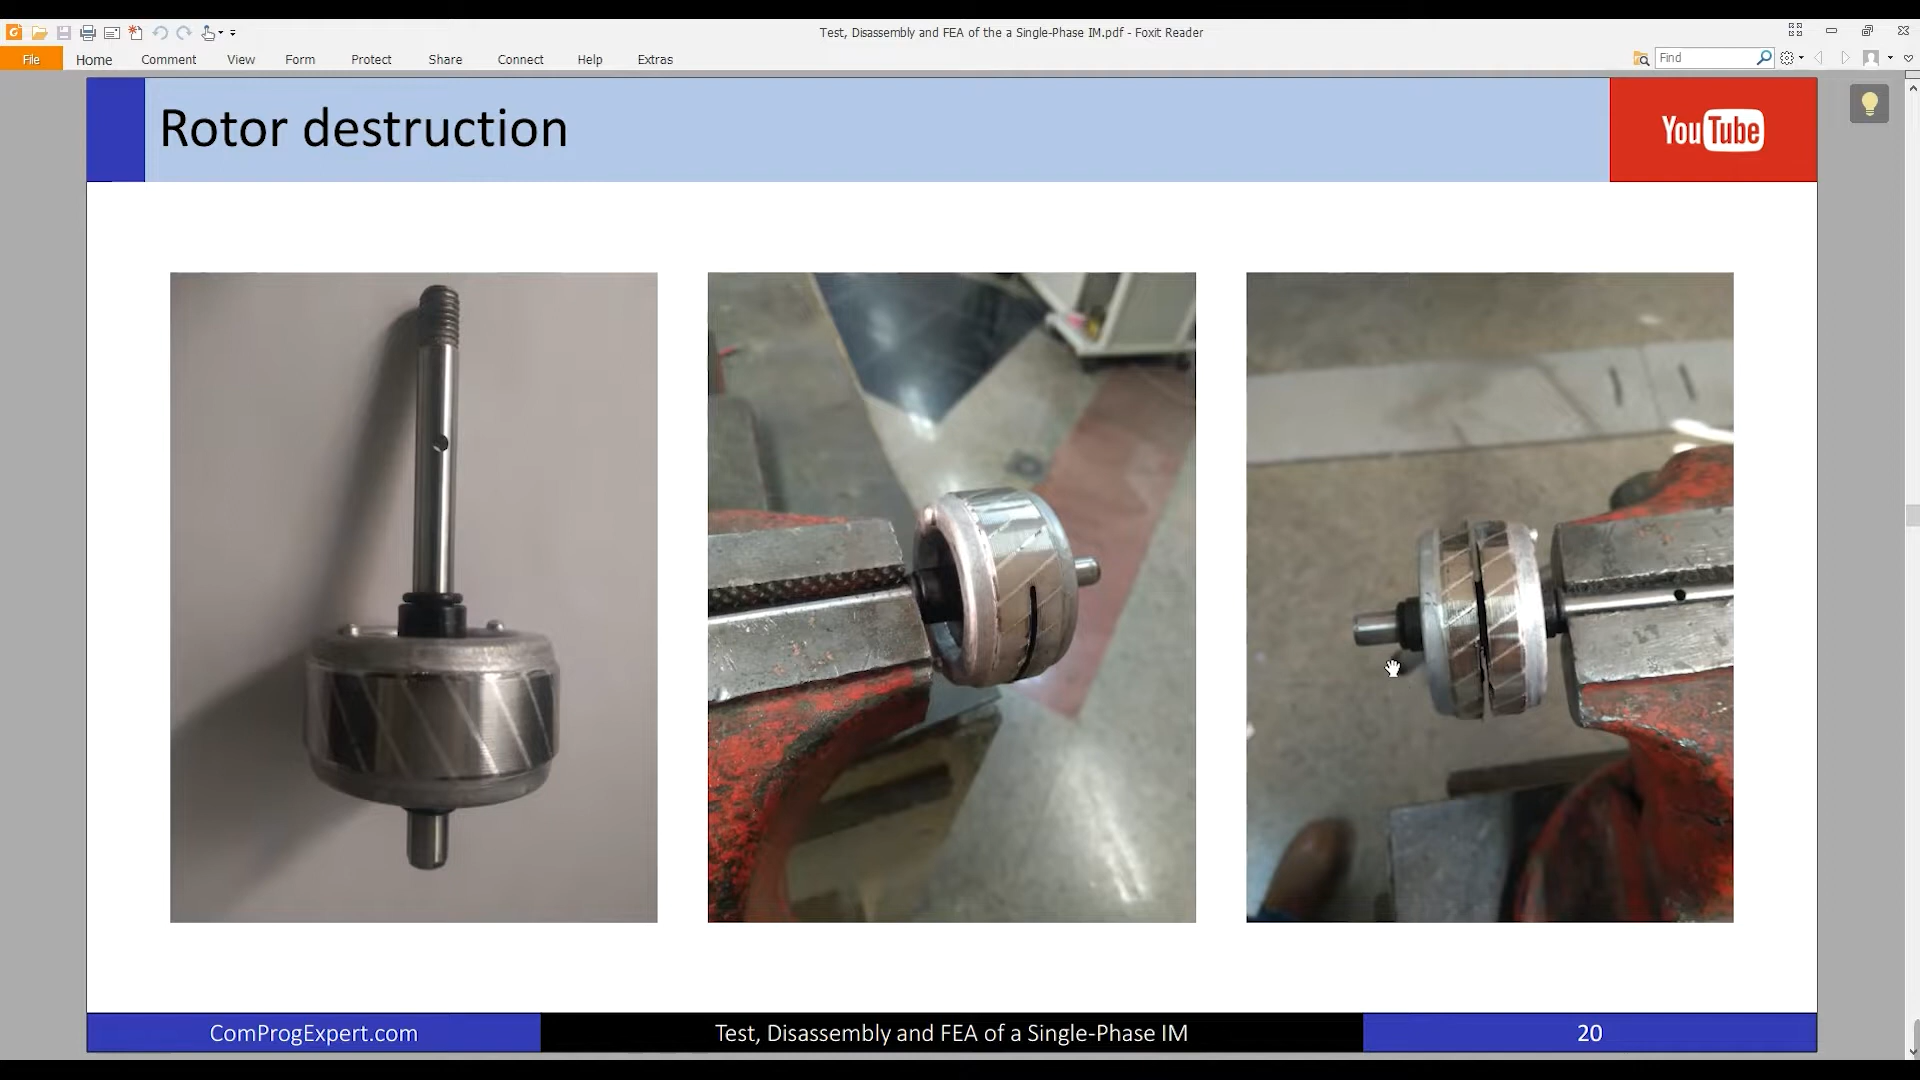 Test, Disassembly and FEA of the a Single-Phase IM.pdf - Foxit Reader
File Home Comment View Form Protect Share Connect Help Extras Find
Rotor destruction
YouTube
ComProgExpert.com Test, Disassembly and FEA of a Single-Phase IM 20